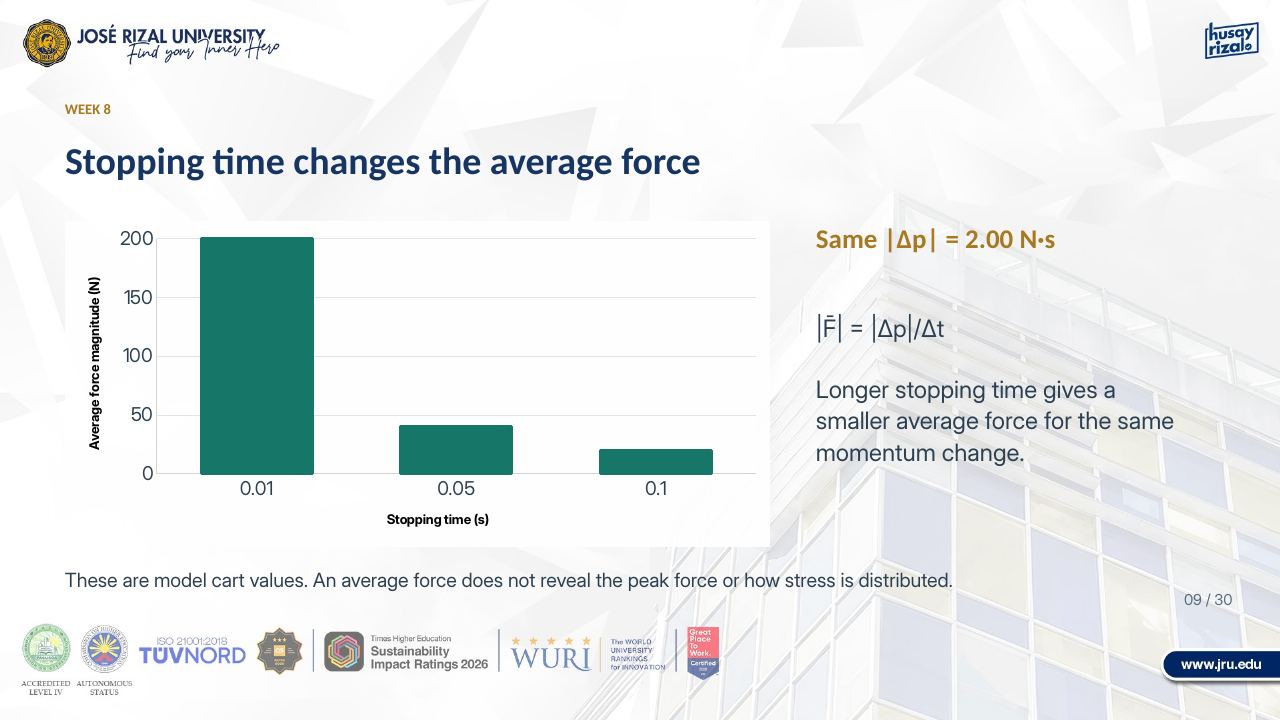 JOSÉ RIZAL UNIVERSITY
Find your Inner Hero
husay
rizal
WEEK 8
Stopping time changes the average force
Average force magnitude (N)
200
150
100
50
0
0.01 0.05 0.1
Stopping time (s)
Same |Δp| = 2.00 N·s
|F̄| = |Δp|/Δt
Longer stopping time gives a
smaller average force for the same
momentum change.
These are model cart values. An average force does not reveal the peak force or how stress is distributed.
09 / 30
ACCREDITED
LEVEL IV
AUTONOMOUS
STATUS
ISO 21001:2018
TÜVNORD
Times Higher Education
Sustainability
Impact Ratings 2026
WURI
The WORLD
UNIVERSITY
RANKINGS
for INNOVATION
Great
Place
To
Work.
Certified
www.jru.edu